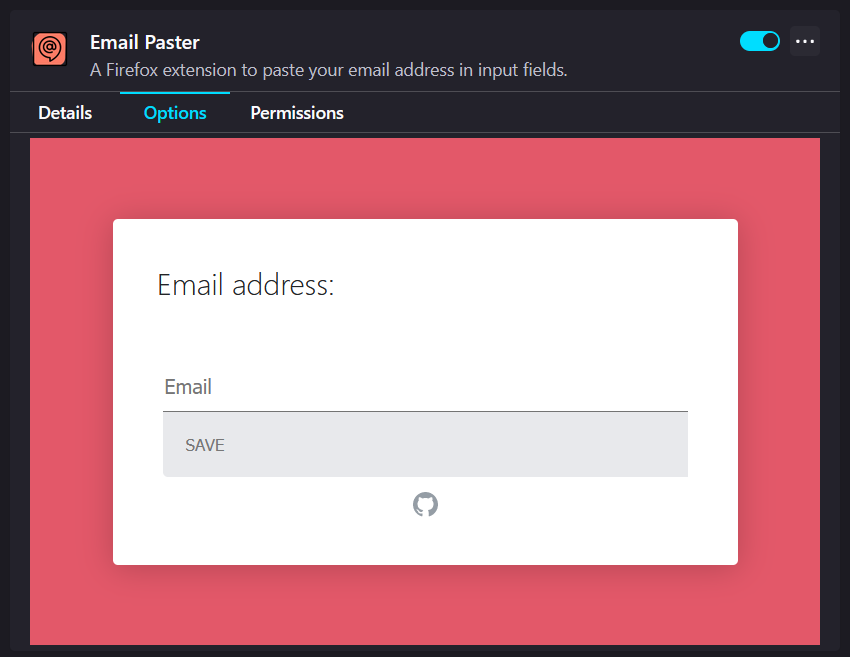 Email Paster
A Firefox extension to paste your email address in input fields.
Details
Options
Permissions
Email address:
Email
SAVE